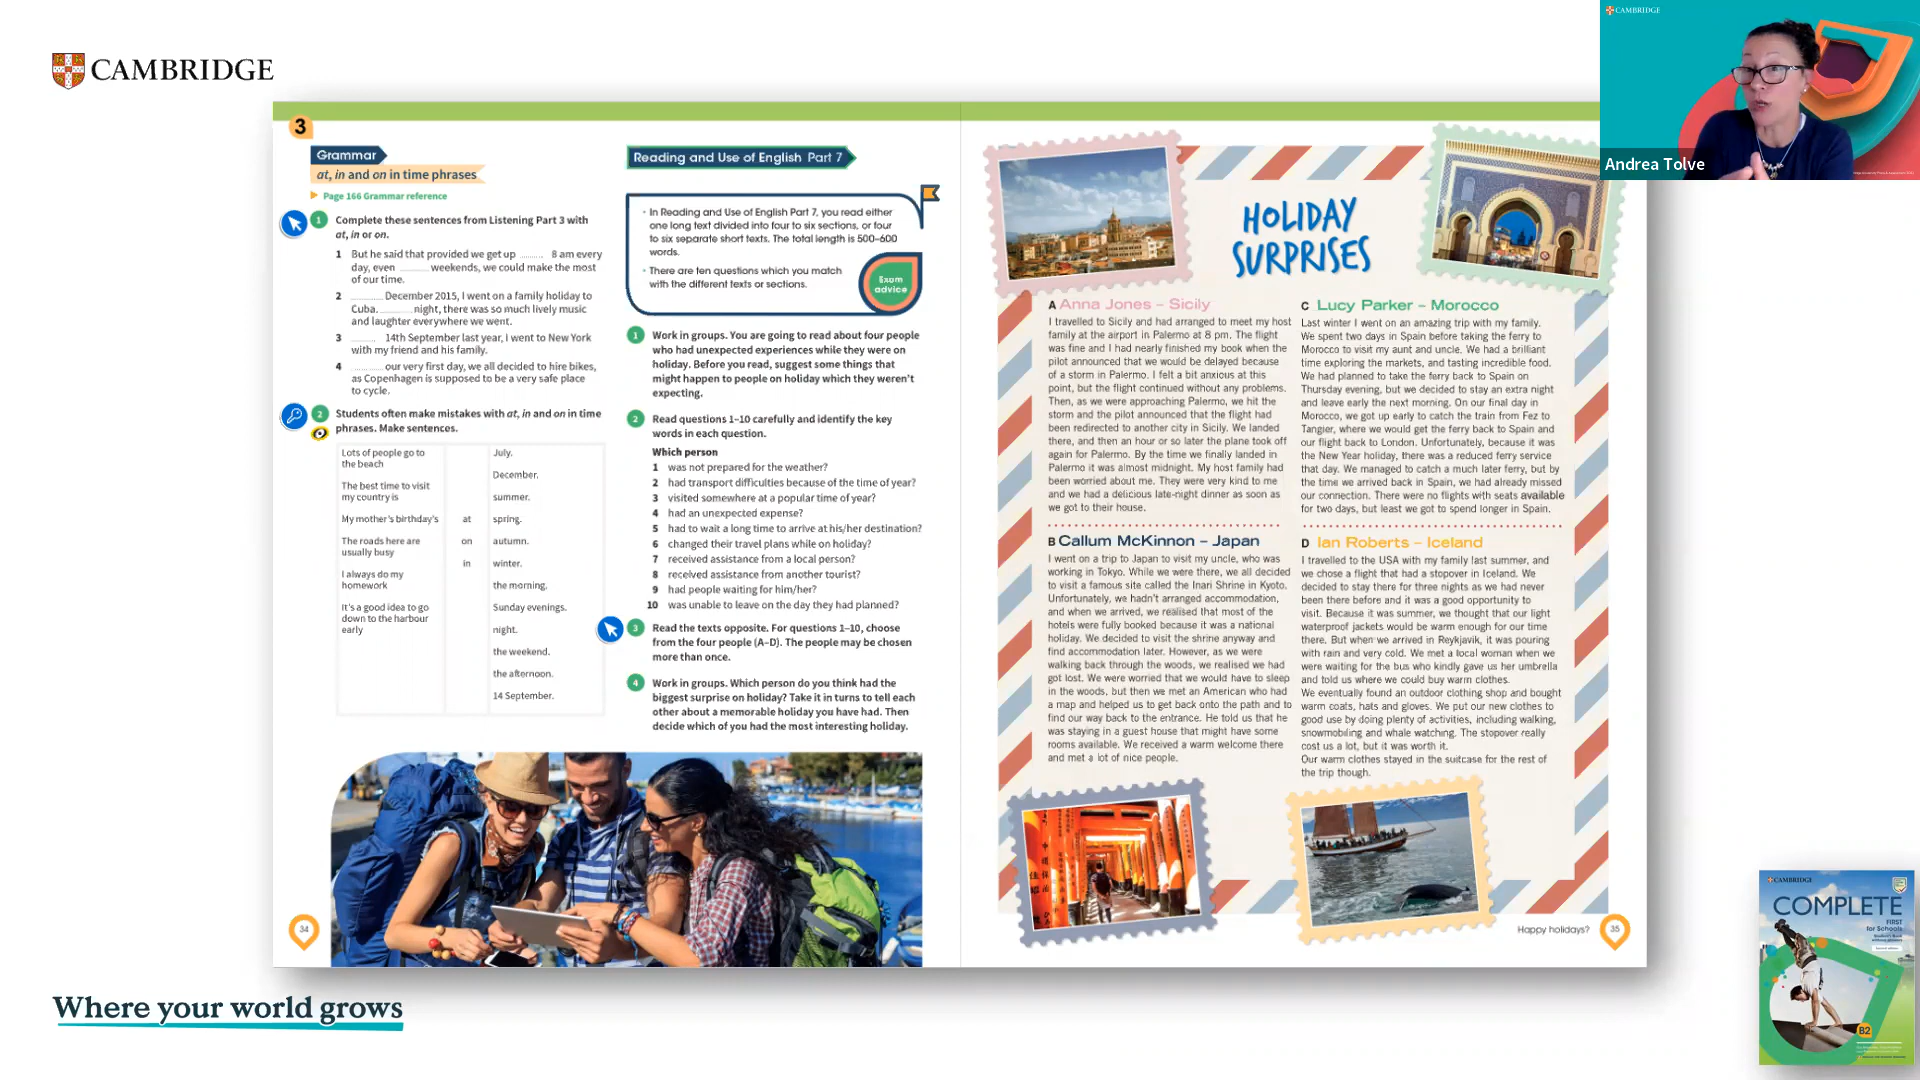 CAMBRIDGE
3
Grammar
at, in and on in time phrases
Page 166 Grammar reference
1 Complete these sentences from Listening Part 3 with
at, in or on.
1 But he said that provided we get up ......... 8 am every
day, even ......... weekends, we could make the most
of our time.
2 ......... December 2015, I went on a family holiday to
Cuba. ......... night, there was so much lively music
and laughter everywhere we went.
3 ......... 14th September last year, I went to New York
with my friend and his family.
4 ......... our very first day, we all decided to hire bikes,
as Copenhagen is supposed to be a very safe place
to cycle.
2 Students often make mistakes with at, in and on in time
phrases. Make sentences.
Lots of people go to
the beach
The best time to visit
my country is
My mother's birthday's
The roads here are
usually busy
I always do my
homework
It's a good idea to go
down to the harbour
early
at
on
in
July.
December.
summer.
spring.
autumn.
winter.
the morning.
Sunday evenings.
night.
the weekend.
the afternoon.
14 September.
34
Reading and Use of English Part 7
· In Reading and Use of English Part 7, you read either
one long text divided into four to six sections, or four
to six separate short texts. The total length is 500–600
words.
· There are ten questions which you match
with the different texts or sections.
Exam
advice
1 Work in groups. You are going to read about four people
who had unexpected experiences while they were on
holiday. Before you read, suggest some things that
might happen to people on holiday which they weren't
expecting.
2 Read questions 1–10 carefully and identify the key
words in each question.
Which person
1 was not prepared for the weather?
2 had transport difficulties because of the time of year?
3 visited somewhere at a popular time of year?
4 had an unexpected expense?
5 had to wait a long time to arrive at his/her destination?
6 changed their travel plans while on holiday?
7 received assistance from a local person?
8 received assistance from another tourist?
9 had people waiting for him/her?
10 was unable to leave on the day they had planned?
3 Read the texts opposite. For questions 1–10, choose
from the four people (A–D). The people may be chosen
more than once.
4 Work in groups. Which person do you think had the
biggest surprise on holiday? Take it in turns to tell each
other about a memorable holiday you have had. Then
decide which of you had the most interesting holiday.
HOLIDAY
SURPRISES
A Anna Jones – Sicily
I travelled to Sicily and had arranged to meet my host
family at the airport in Palermo at 8 pm. The flight
was fine and I had nearly finished my book when the
pilot announced that we would be delayed because
of a storm in Palermo. I felt a bit anxious at this
point, but the flight continued without any problems.
Then, as we were approaching Palermo, we hit the
storm and the pilot announced that the flight had
been redirected to another city in Sicily. We landed
there, and then an hour or so later the plane took off
again for Palermo. By the time we finally landed in
Palermo it was almost midnight. My host family had
been worried about me. They were very kind to me
and we had a delicious late-night dinner as soon as
we got to their house.
B Callum McKinnon – Japan
I went on a trip to Japan to visit my uncle, who was
working in Tokyo. While we were there, we all decided
to visit a famous site called the Inari Shrine in Kyoto.
Unfortunately, we hadn't arranged accommodation,
and when we arrived, we realised that most of the
hotels were fully booked because it was a national
holiday. We decided to visit the shrine anyway and
find accommodation later. However, as we were
walking back through the woods, we realised we had
got lost. We were worried that we would have to sleep
in the woods, but then we met an American who had
a map and helped us to get back onto the path and to
find our way back to the entrance. He told us that he
was staying in a guest house that might have some
rooms available. We received a warm welcome there
and met a lot of nice people.
C Lucy Parker – Morocco
Last winter I went on an amazing trip with my family.
We spent two days in Spain before taking the ferry to
Morocco to visit my aunt and uncle. We had a brilliant
time exploring the markets, and tasting incredible food.
We had planned to take the ferry back to Spain on
Thursday evening, but we decided to stay an extra night
and leave early the next morning. On our final day in
Morocco, we got up early to catch the train from Fez to
Tangier, where we would get the ferry back to Spain and
our flight back to London. Unfortunately, because it was
the New Year holiday, there was a reduced ferry service
that day. We managed to catch a much later ferry, but by
the time we arrived back in Spain, we had already missed
our connection. There were no flights with seats available
for two days, but least we got to spend longer in Spain.
D Ian Roberts – Iceland
I travelled to the USA with my family last summer, and
we chose a flight that had a stopover in Iceland. We
decided to stay there for three nights as we had never
been there before and it was a good opportunity to
visit. Because it was summer, we thought that our light
waterproof jackets would be warm enough for our time
there. But when we arrived in Reykjavik, it was pouring
with rain and very cold. We met a local woman when we
were waiting for the bus who kindly gave us her umbrella
and told us where we could buy warm clothes.
We eventually found an outdoor clothing shop and bought
warm coats, hats and gloves. We put our new clothes to
good use by doing plenty of activities, including walking,
snowmobiling and whale watching. The stopover really
cost us a lot, but it was worth it.
Our warm clothes stayed in the suitcase for the rest of
the trip though.
Happy holidays? 35
CAMBRIDGE
Andrea Tolve
CAMBRIDGE
COMPLETE
FIRST
for Schools
B2
Where your world grows